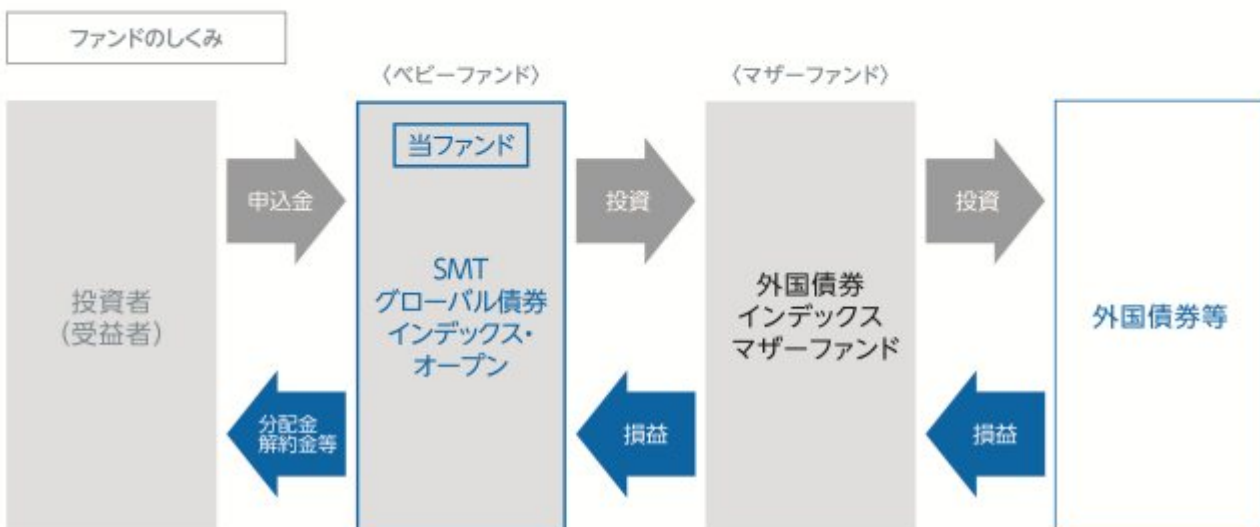 ファンドのしくみ
〈ベビーファンド〉
〈マザーファンド〉
当ファンド
申込金
投資
投資
投資者
(受益者)
SMT
グローバル債券
インデックス・
オープン
外国債券
インデックス
マザーファンド
外国債券等
分配金
解約金等
損益
損益